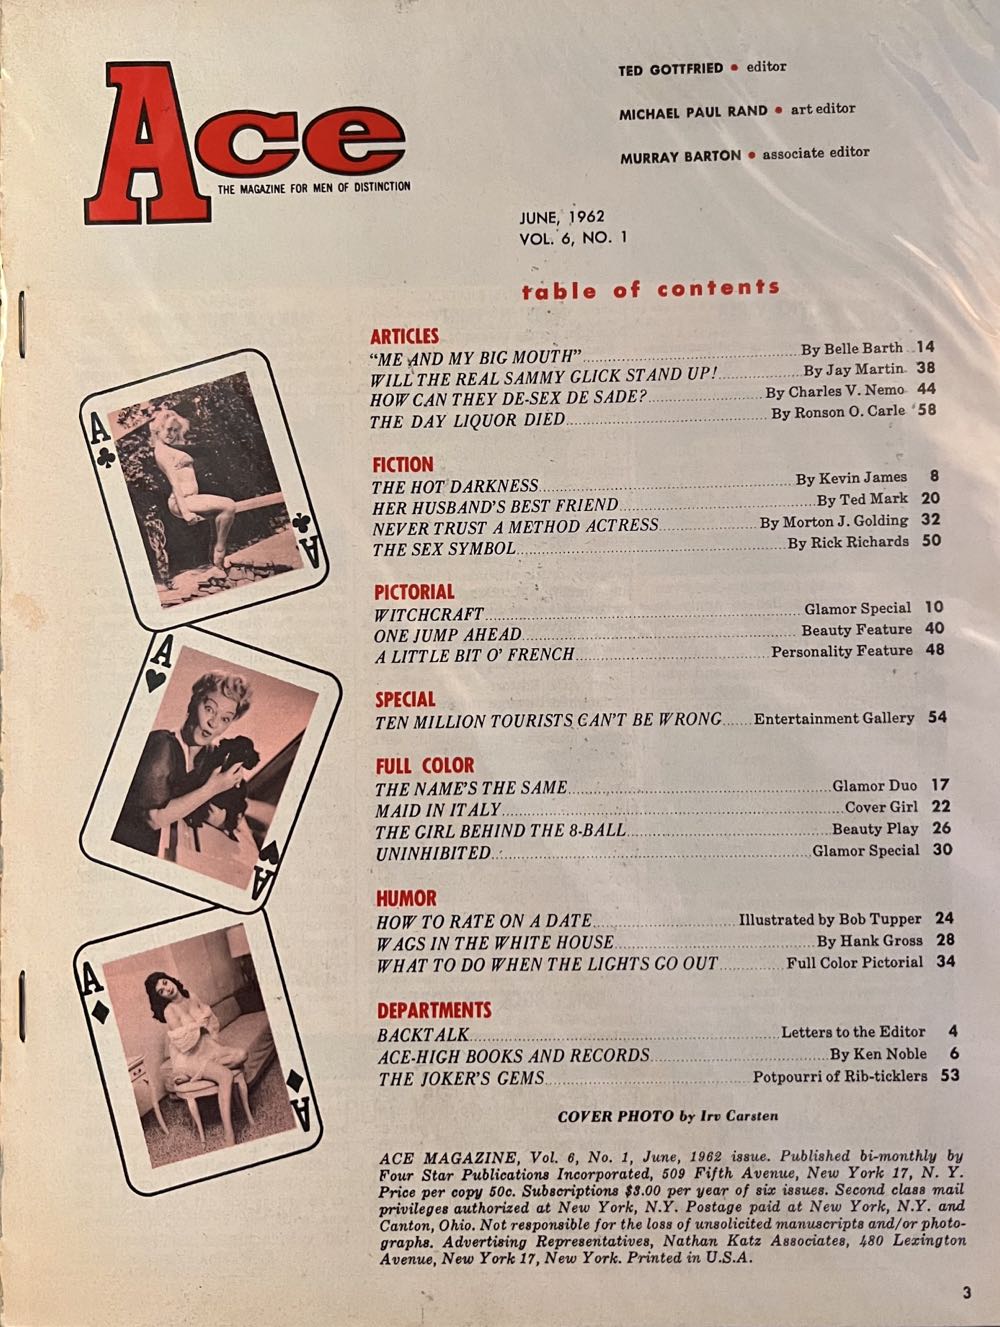 Ace
THE MAGAZINE FOR MEN OF DISTINCTION
TED GOTTFRIED • editor
MICHAEL PAUL RAND • art editor
MURRAY BARTON • associate editor
JUNE, 1962
VOL. 6, NO. 1
table of contents
ARTICLES
"ME AND MY BIG MOUTH" By Belle Barth 14
WILL THE REAL SAMMY GLICK STAND UP! By Jay Martin 38
HOW CAN THEY DE-SEX DE SADE? By Charles V. Nemo 44
THE DAY LIQUOR DIED By Ronson O. Carle 58
FICTION
THE HOT DARKNESS By Kevin James 8
HER HUSBAND'S BEST FRIEND By Ted Mark 20
NEVER TRUST A METHOD ACTRESS By Morton J. Golding 32
THE SEX SYMBOL By Rick Richards 50
PICTORIAL
WITCHCRAFT Glamor Special 10
ONE JUMP AHEAD Beauty Feature 40
A LITTLE BIT O' FRENCH Personality Feature 48
SPECIAL
TEN MILLION TOURISTS CAN'T BE WRONG Entertainment Gallery 54
FULL COLOR
THE NAME'S THE SAME Glamor Duo 17
MAID IN ITALY Cover Girl 22
THE GIRL BEHIND THE 8-BALL Beauty Play 26
UNINHIBITED Glamor Special 30
HUMOR
HOW TO RATE ON A DATE Illustrated by Bob Tupper 24
WAGS IN THE WHITE HOUSE By Hank Gross 28
WHAT TO DO WHEN THE LIGHTS GO OUT Full Color Pictorial 34
DEPARTMENTS
BACKTALK Letters to the Editor 4
ACE-HIGH BOOKS AND RECORDS By Ken Noble 6
THE JOKER'S GEMS Potpourri of Rib-ticklers 53
COVER PHOTO by Irv Carsten
ACE MAGAZINE, Vol. 6, No. 1, June, 1962 issue. Published bi-monthly by
Four Star Publications Incorporated, 509 Fifth Avenue, New York 17, N. Y.
Price per copy 50c. Subscriptions $3.00 per year of six issues. Second class mail
privileges authorized at New York, N.Y. Postage paid at New York, N.Y. and
Canton, Ohio. Not responsible for the loss of unsolicited manuscripts and/or photo-
graphs. Advertising Representatives, Nathan Katz Associates, 480 Lexington
Avenue, New York 17, New York. Printed in U.S.A.
A
A
A
A
A
A
3